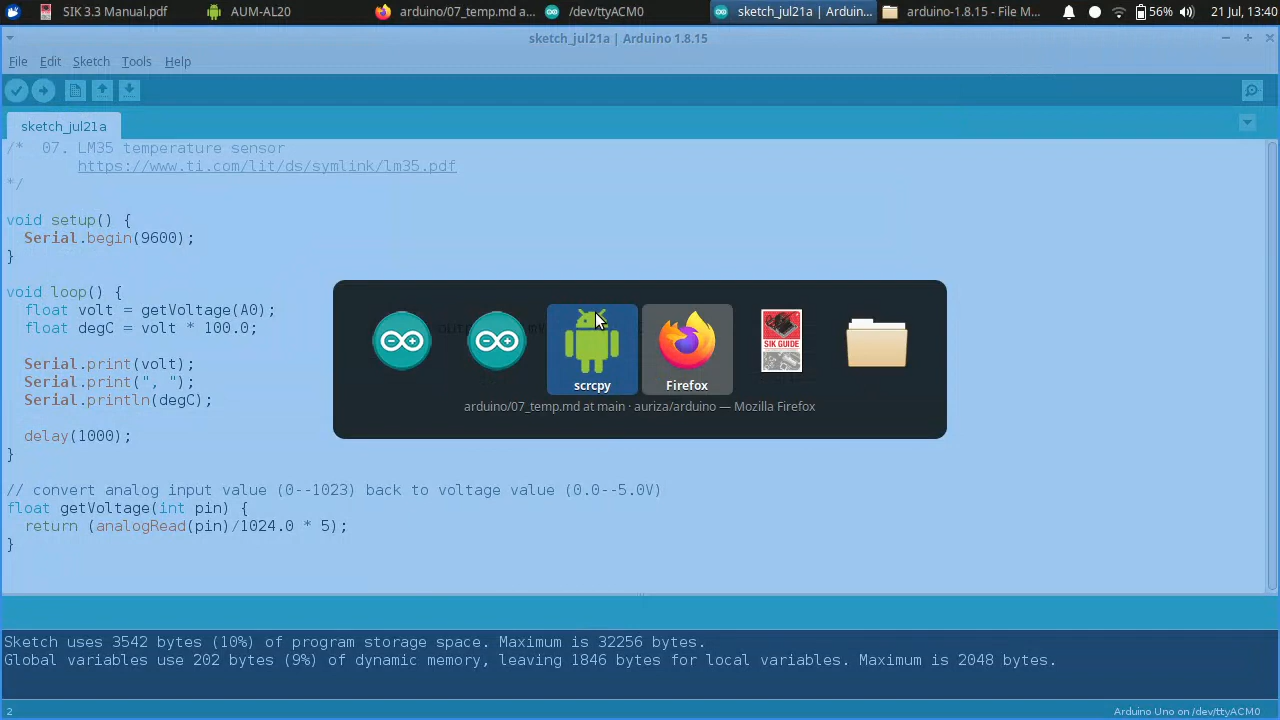 SIK 3.3 Manual.pdf
AUM-AL20
arduino/07_temp.md a...
/dev/ttyACM0
sketch_jul21a | Arduin...
arduino-1.8.15 - File M...
56%
21 Jul, 13:40
sketch_jul21a | Arduino 1.8.15
File Edit Sketch Tools Help
sketch_jul21a
/*  07. LM35 temperature sensor
https://www.ti.com/lit/ds/symlink/lm35.pdf
*/
void setup() {
Serial.begin(9600);
}
void loop() {
float volt = getVoltage(A0);
float degC = volt * 100.0;
Serial.print(volt);
Serial.print(", ");
Serial.println(degC);
delay(1000);
}
// convert analog input value (0--1023) back to voltage value (0.0--5.0V)
float getVoltage(int pin) {
return (analogRead(pin)/1024.0 * 5);
}
SIK GUIDE
scrcpy
Firefox
arduino/07_temp.md at main · auriza/arduino — Mozilla Firefox
Sketch uses 3542 bytes (10%) of program storage space. Maximum is 32256 bytes.
Global variables use 202 bytes (9%) of dynamic memory, leaving 1846 bytes for local variables. Maximum is 2048 bytes.
2
Arduino Uno on /dev/ttyACM0